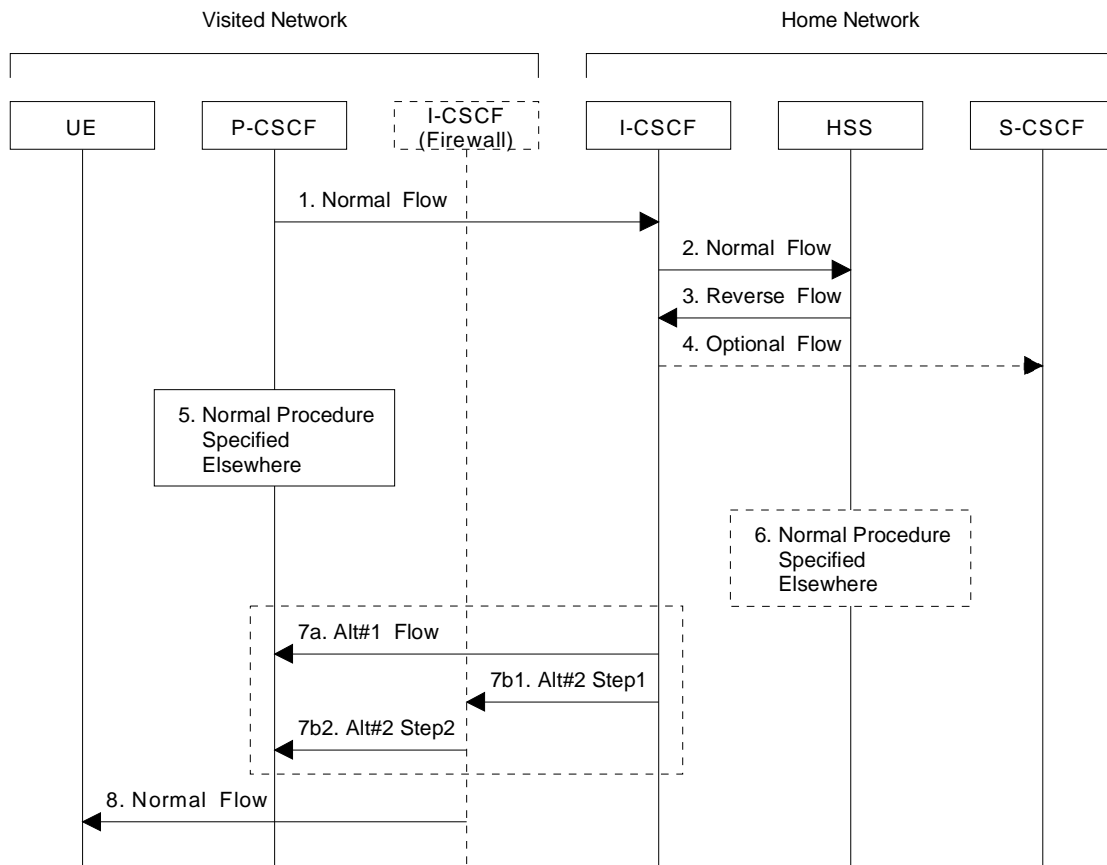 Visited Network
Home Network
UE
P-CSCF
I-CSCF
(Firewall)
I-CSCF
HSS
S-CSCF
1. Normal Flow
2. Normal Flow
3. Reverse Flow
4. Optional Flow
5. Normal Procedure
Specified
Elsewhere
6. Normal Procedure
Specified
Elsewhere
7a. Alt#1 Flow
7b1. Alt#2 Step1
7b2. Alt#2 Step2
8. Normal Flow